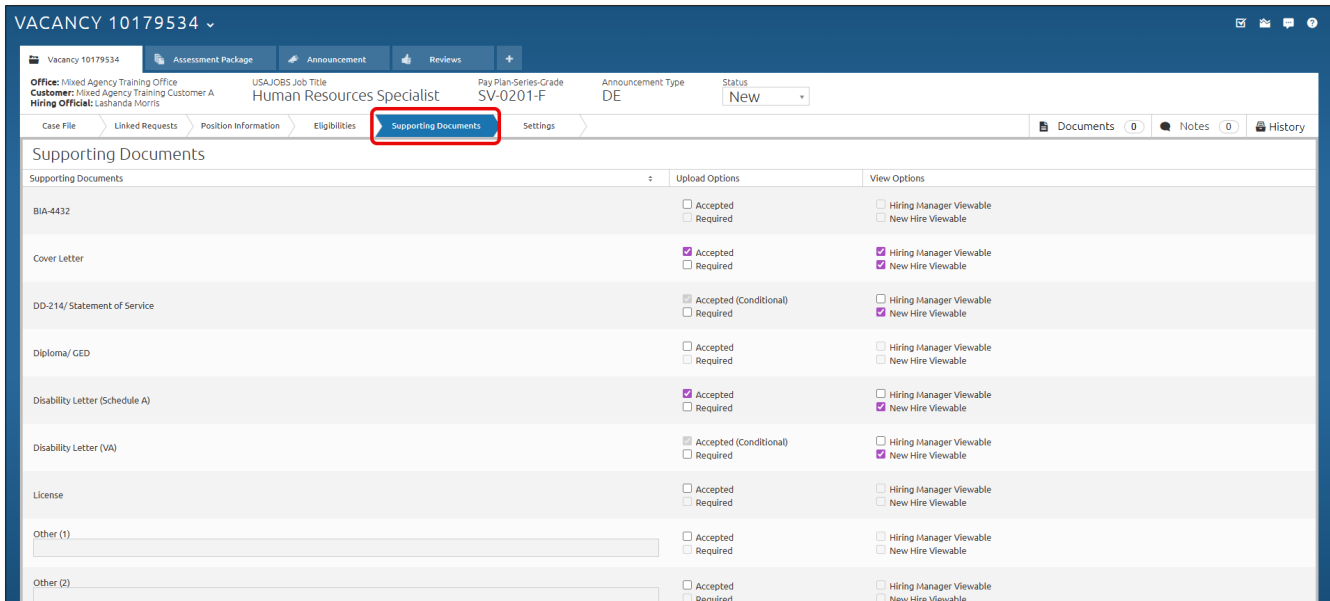 VACANCY 10179534
Vacancy 10179534 Assessment Package Announcement Reviews +
Office: Mixed Agency Training Office
Customer: Mixed Agency Training Customer A
Hiring Official: Lashanda Morris
USAJOBS Job Title
Human Resources Specialist
Pay Plan-Series-Grade
SV-0201-F
Announcement Type
DE
Status
New
Case File Linked Requests Position Information Eligibilities Supporting Documents Settings
Documents 0 Notes 0 History
Supporting Documents
Supporting Documents Upload Options View Options
BIA-4432
Accepted
Required
Hiring Manager Viewable
New Hire Viewable
Cover Letter
Accepted
Required
Hiring Manager Viewable
New Hire Viewable
DD-214/ Statement of Service
Accepted (Conditional)
Required
Hiring Manager Viewable
New Hire Viewable
Diploma/ GED
Accepted
Required
Hiring Manager Viewable
New Hire Viewable
Disability Letter (Schedule A)
Accepted
Required
Hiring Manager Viewable
New Hire Viewable
Disability Letter (VA)
Accepted (Conditional)
Required
Hiring Manager Viewable
New Hire Viewable
License
Accepted
Required
Hiring Manager Viewable
New Hire Viewable
Other (1)
Accepted
Required
Hiring Manager Viewable
New Hire Viewable
Other (2)
Accepted
Required
Hiring Manager Viewable
New Hire Viewable